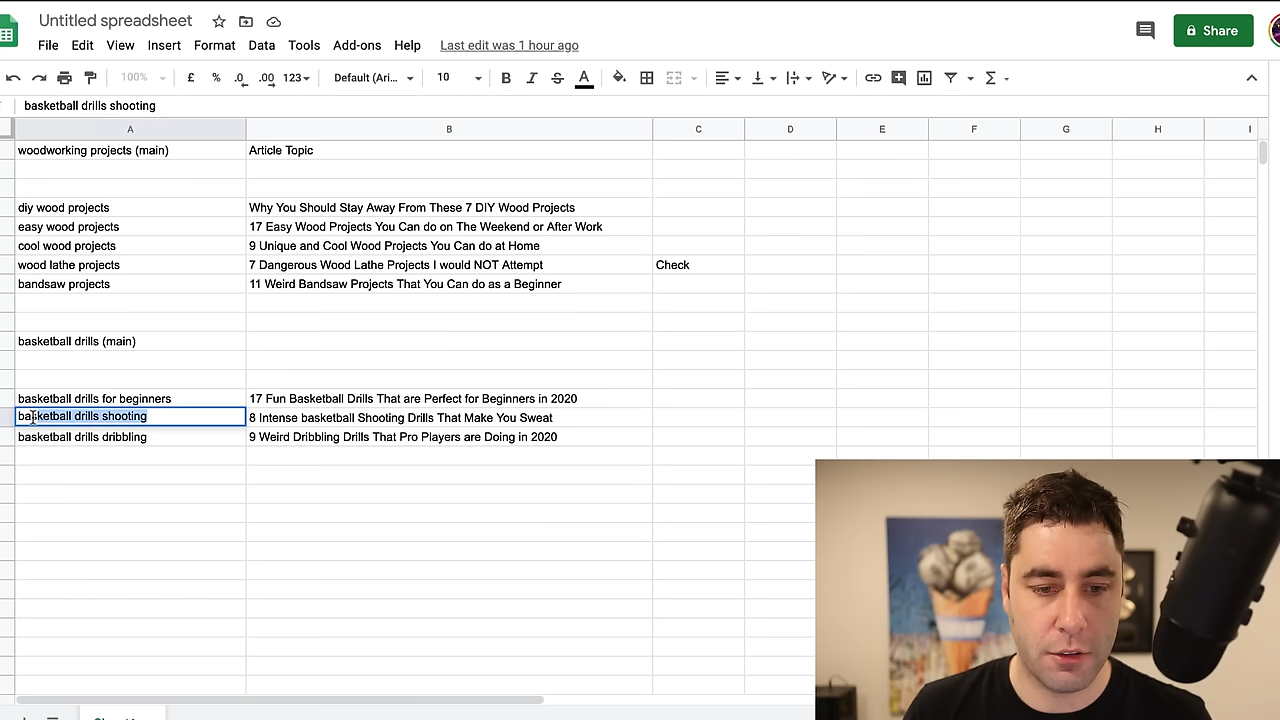 Untitled spreadsheet
File Edit View Insert Format Data Tools Add-ons Help Last edit was 1 hour ago
Share
100% £ % .0 .00 123 Default (Ari... 10 B I S A
basketball drills shooting
A B C D E F G H I
woodworking projects (main) Article Topic
diy wood projects Why You Should Stay Away From These 7 DIY Wood Projects
easy wood projects 17 Easy Wood Projects You Can do on The Weekend or After Work
cool wood projects 9 Unique and Cool Wood Projects You Can do at Home
wood lathe projects 7 Dangerous Wood Lathe Projects I would NOT Attempt Check
bandsaw projects 11 Weird Bandsaw Projects That You Can do as a Beginner
basketball drills (main)
basketball drills for beginners 17 Fun Basketball Drills That are Perfect for Beginners in 2020
basketball drills shooting 8 Intense basketball Shooting Drills That Make You Sweat
basketball drills dribbling 9 Weird Dribbling Drills That Pro Players are Doing in 2020